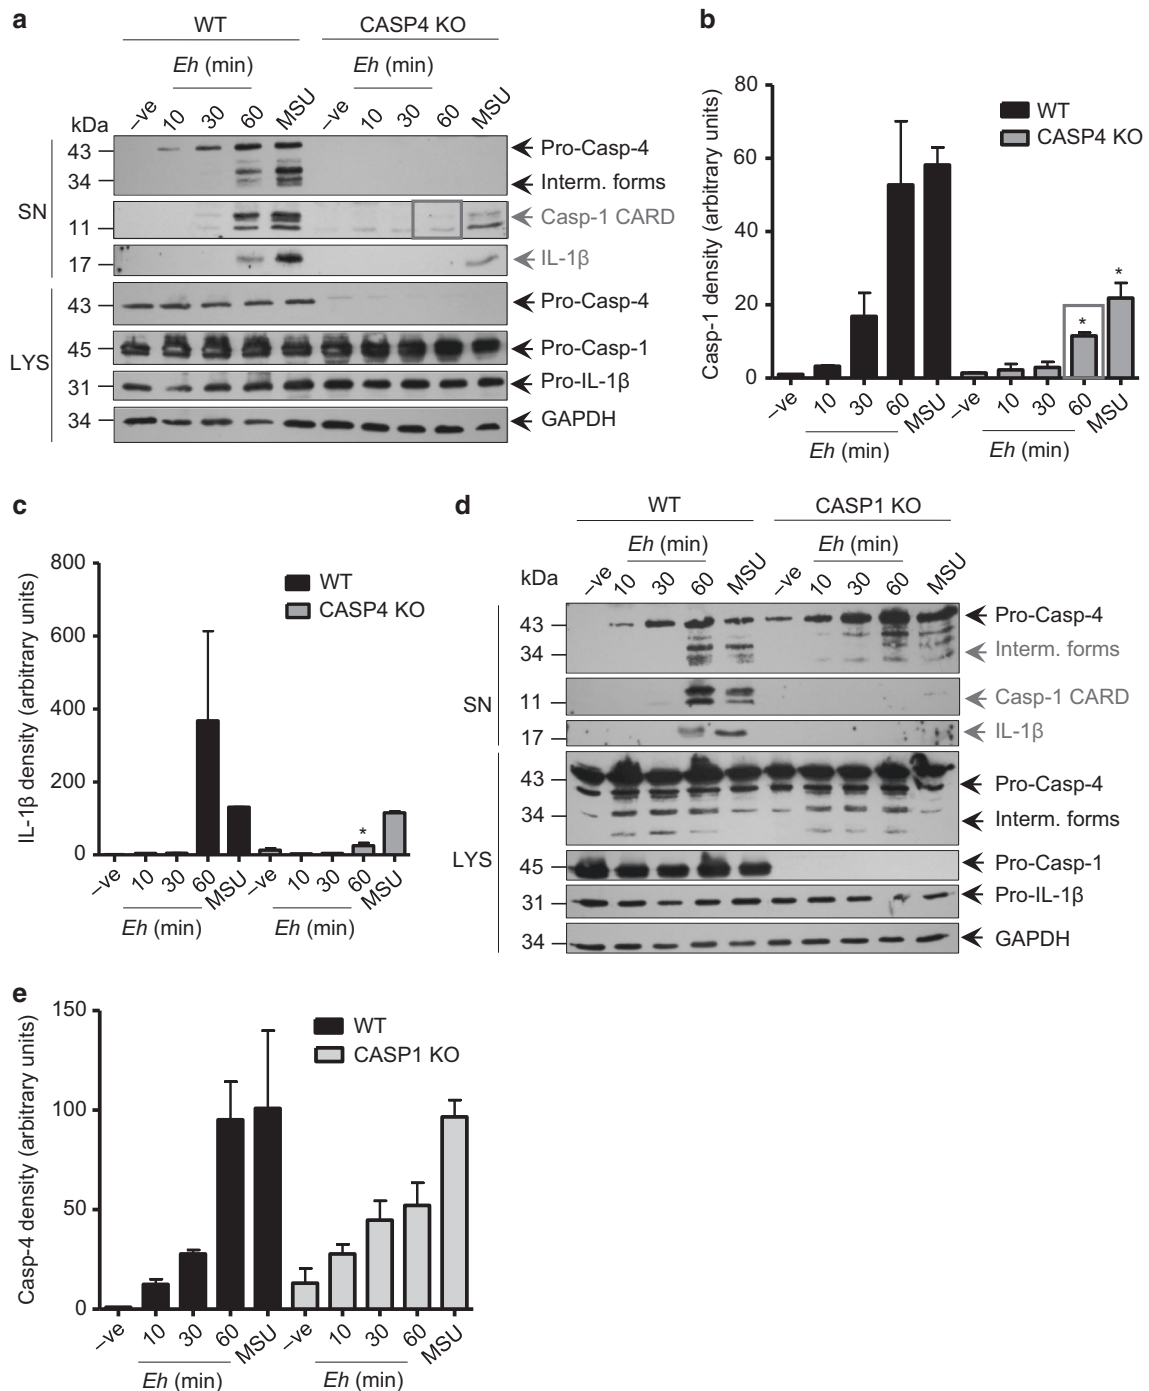 a
WT CASP4 KO
Eh (min) Eh (min)
kDa –ve 10 30 60 MSU –ve 10 30 60 MSU
SN
43 Pro-Casp-4
34 Interm. forms
11 Casp-1 CARD
17 IL-1β
LYS
43 Pro-Casp-4
45 Pro-Casp-1
31 Pro-IL-1β
34 GAPDH
b
Casp-1 density (arbitrary units)
80
60
40
20
0
WT
CASP4 KO
* *
–ve 10 30 60 MSU –ve 10 30 60 MSU
Eh (min) Eh (min)
c
IL-1β density (arbitrary units)
800
600
400
200
0
WT
CASP4 KO
*
–ve 10 30 60 MSU –ve 10 30 60 MSU
Eh (min) Eh (min)
d
WT CASP1 KO
Eh (min) Eh (min)
kDa –ve 10 30 60 MSU –ve 10 30 60 MSU
SN
43 Pro-Casp-4
34 Interm. forms
11 Casp-1 CARD
17 IL-1β
LYS
43 Pro-Casp-4
34 Interm. forms
45 Pro-Casp-1
31 Pro-IL-1β
34 GAPDH
e
Casp-4 density (arbitrary units)
150
100
50
0
WT
CASP1 KO
–ve 10 30 60 MSU –ve 10 30 60 MSU
Eh (min) Eh (min)